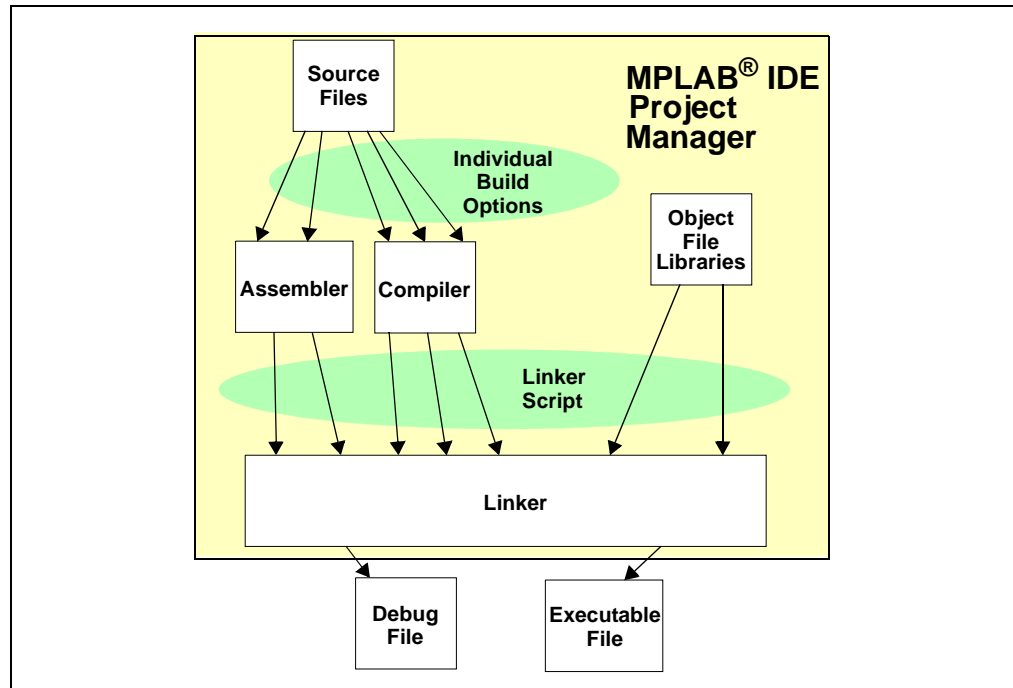 Source
Files
MPLAB® IDE
Project
Manager
Individual
Build
Options
Object
File
Libraries
Assembler
Compiler
Linker
Script
Linker
Debug
File
Executable
File